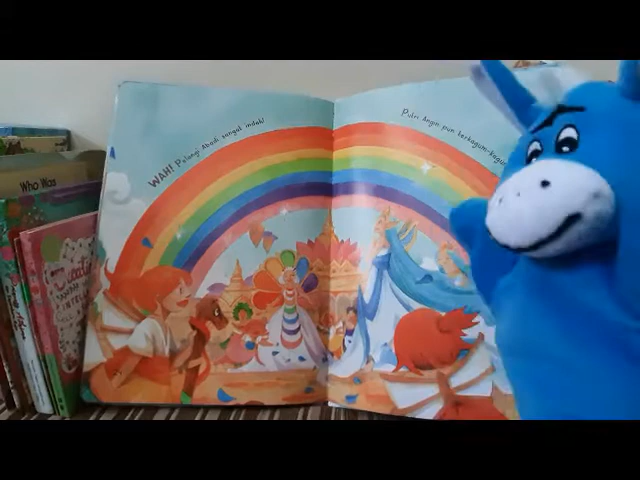 WAH! Pelangi Abadi sangat indah!
Putri Angin pun terkagum-kagum
Who Was